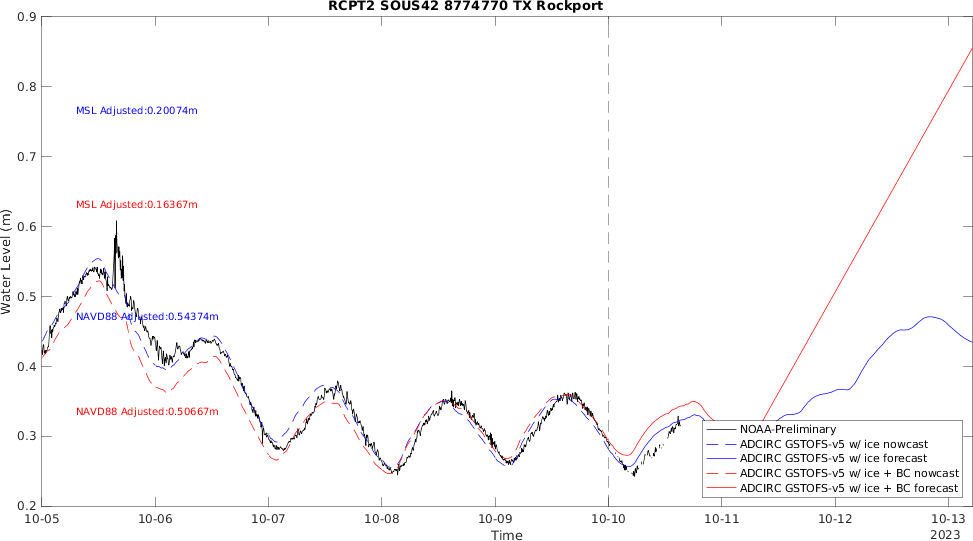 RCPT2 SOUS42 8774770 TX Rockport
0.9
0.8
0.7
0.6
0.5
0.4
0.3
0.2
Water Level (m)
MSL Adjusted:0.20074m
MSL Adjusted:0.16367m
NAVD88 Adjusted:0.54374m
NAVD88 Adjusted:0.50667m
NOAA-Preliminary
ADCIRC GSTOFS-v5 w/ ice nowcast
ADCIRC GSTOFS-v5 w/ ice forecast
ADCIRC GSTOFS-v5 w/ ice + BC nowcast
ADCIRC GSTOFS-v5 w/ ice + BC forecast
10-05 10-06 10-07 10-08 10-09 10-10 10-11 10-12 10-13
Time
2023